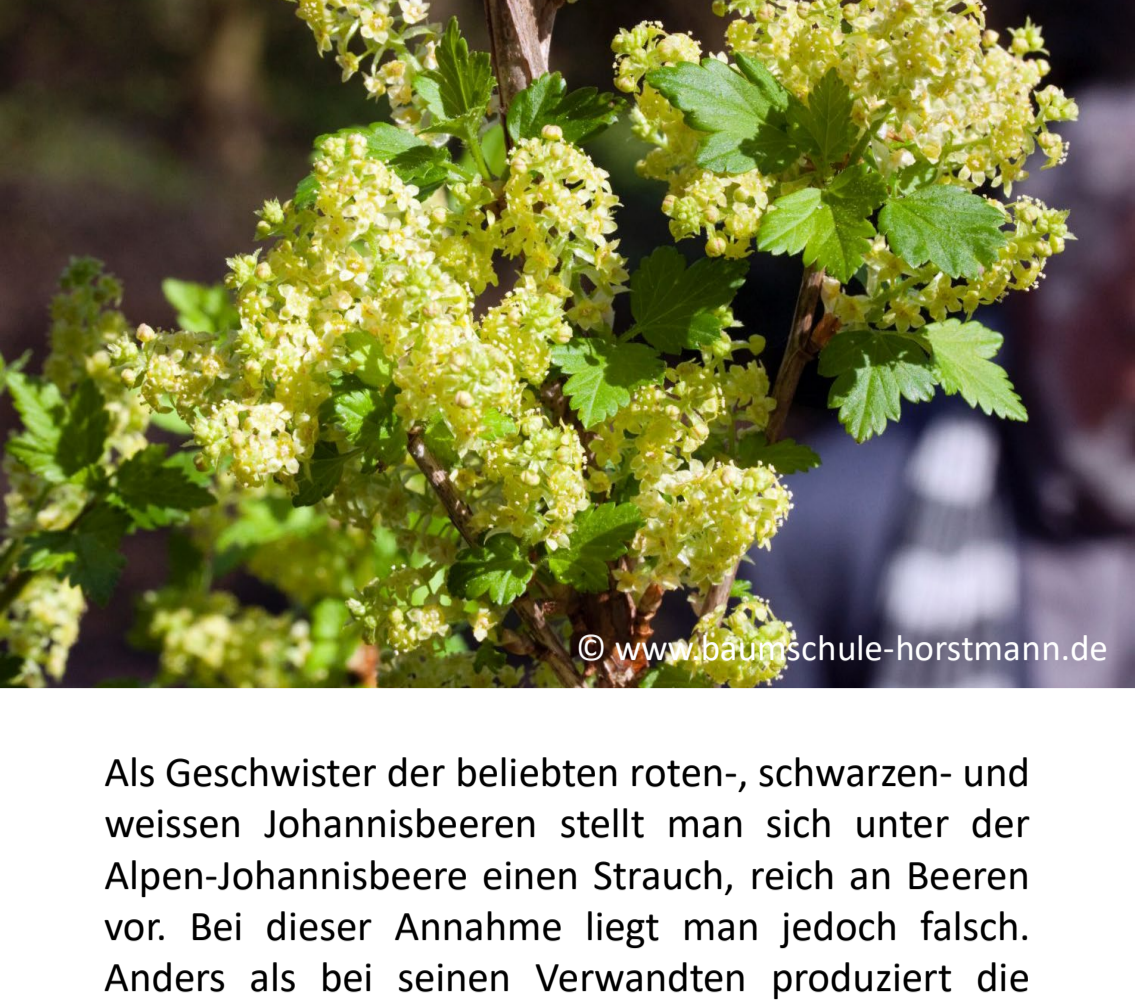 © www.baumschule-horstmann.de
Als Geschwister der beliebten roten-, schwarzen- und
weissen Johannisbeeren stellt man sich unter der
Alpen-Johannisbeere einen Strauch, reich an Beeren
vor. Bei dieser Annahme liegt man jedoch falsch.
Anders als bei seinen Verwandten produziert die